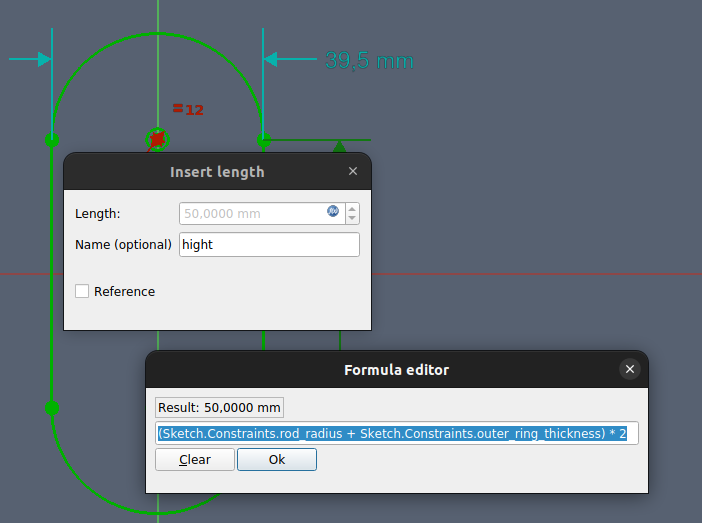 39,5 mm
=12
Insert length
Length:
50,0000 mm
f(x)
Name (optional)
hight
Reference
Formula editor
Result: 50,0000 mm
(Sketch.Constraints.rod_radius + Sketch.Constraints.outer_ring_thickness) * 2
Clear
Ok